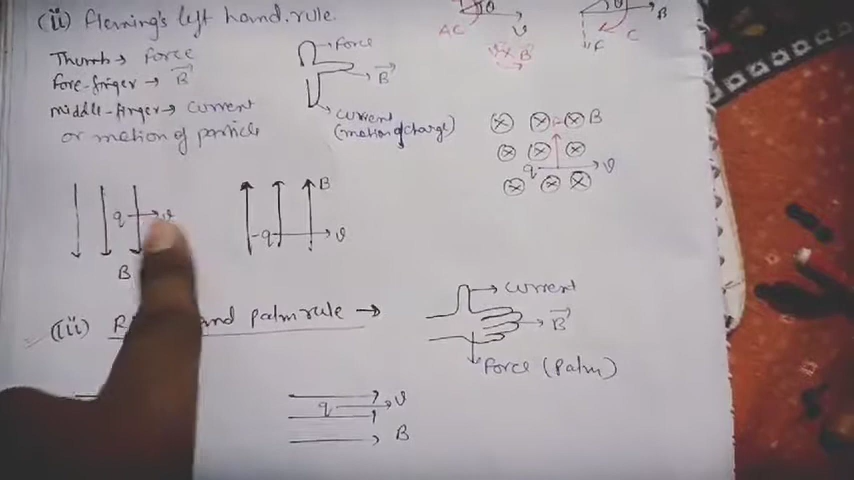 (ii) Fleming's left hand rule.
Thumb → Force
Fore-finger → B
middle-finger → current
or motion of particle
Force
B
current
(motion of charge)
AC
θ
v
v × B
θ
B
F
C
B
q
v
q
v
B
B
q
v
(iii) and palm rule →
current
B
Force (Palm)
q
v
B